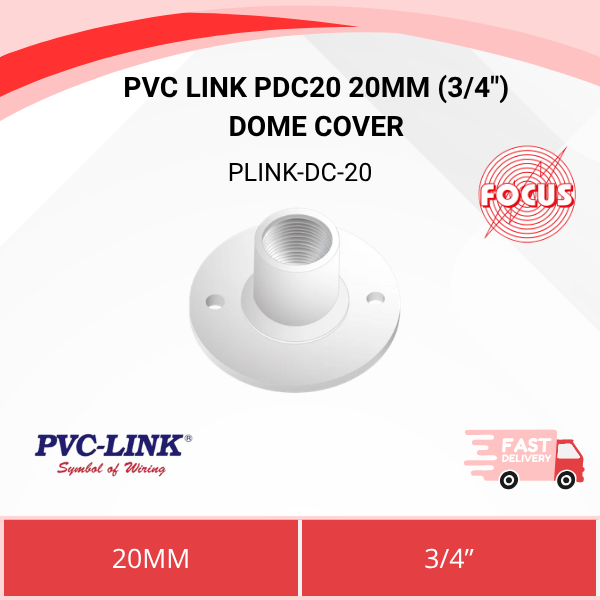 PVC LINK PDC20 20MM (3/4")
DOME COVER
PLINK-DC-20
FOCUS
PVC-LINK®
Symbol of Wiring
FAST
DELIVERY
20MM
3/4”